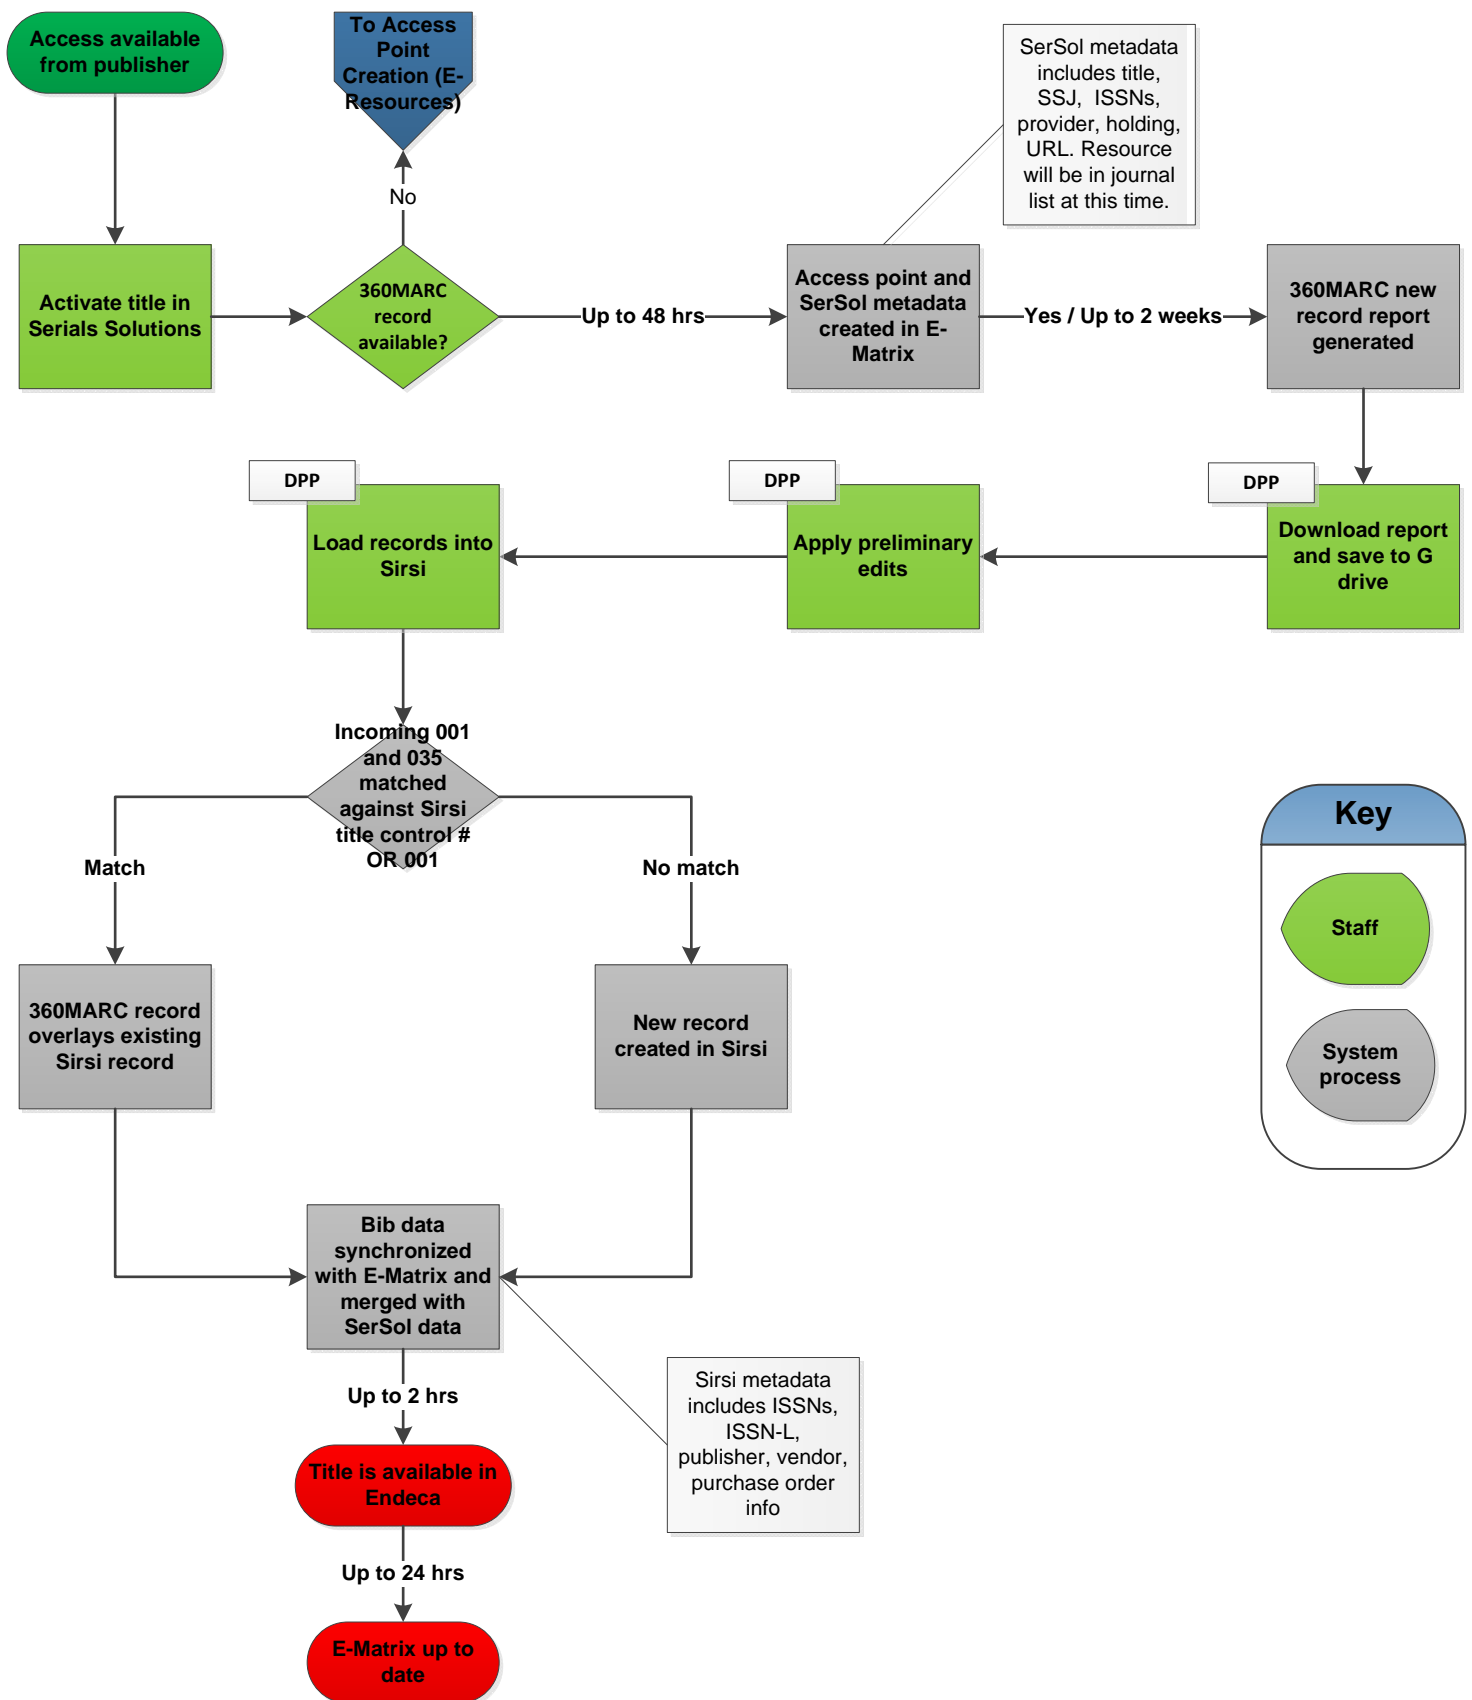 Access available
from publisher
To Access
Point
Creation (E-
Resources)
SerSol metadata
includes title,
SSJ,  ISSNs,
provider, holding,
URL. Resource
will be in journal
list at this time.
No
Activate title in
Serials Solutions
360MARC
record
available?
Up to 48 hrs
Access point and
SerSol metadata
created in E-
Matrix
Yes / Up to 2 weeks
360MARC new
record report
generated
DPP
Load records into
Sirsi
DPP
Apply preliminary
edits
DPP
Download report
and save to G
drive
Incoming 001
and 035
matched
against Sirsi
title control #
OR 001
Match
No match
Key
Staff
System
process
360MARC record
overlays existing
Sirsi record
New record
created in Sirsi
Bib data
synchronized
with E-Matrix and
merged with
SerSol data
Sirsi metadata
includes ISSNs,
ISSN-L,
publisher, vendor,
purchase order
info
Up to 2 hrs
Title is available in
Endeca
Up to 24 hrs
E-Matrix up to
date